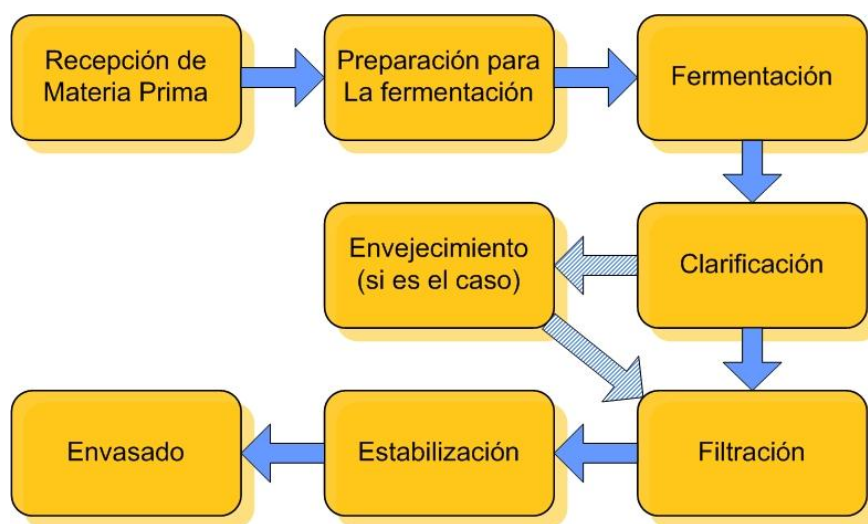 Recepción de
Materia Prima
Preparación para
La fermentación
Fermentación
Envejecimiento
(si es el caso)
Clarificación
Envasado
Estabilización
Filtración